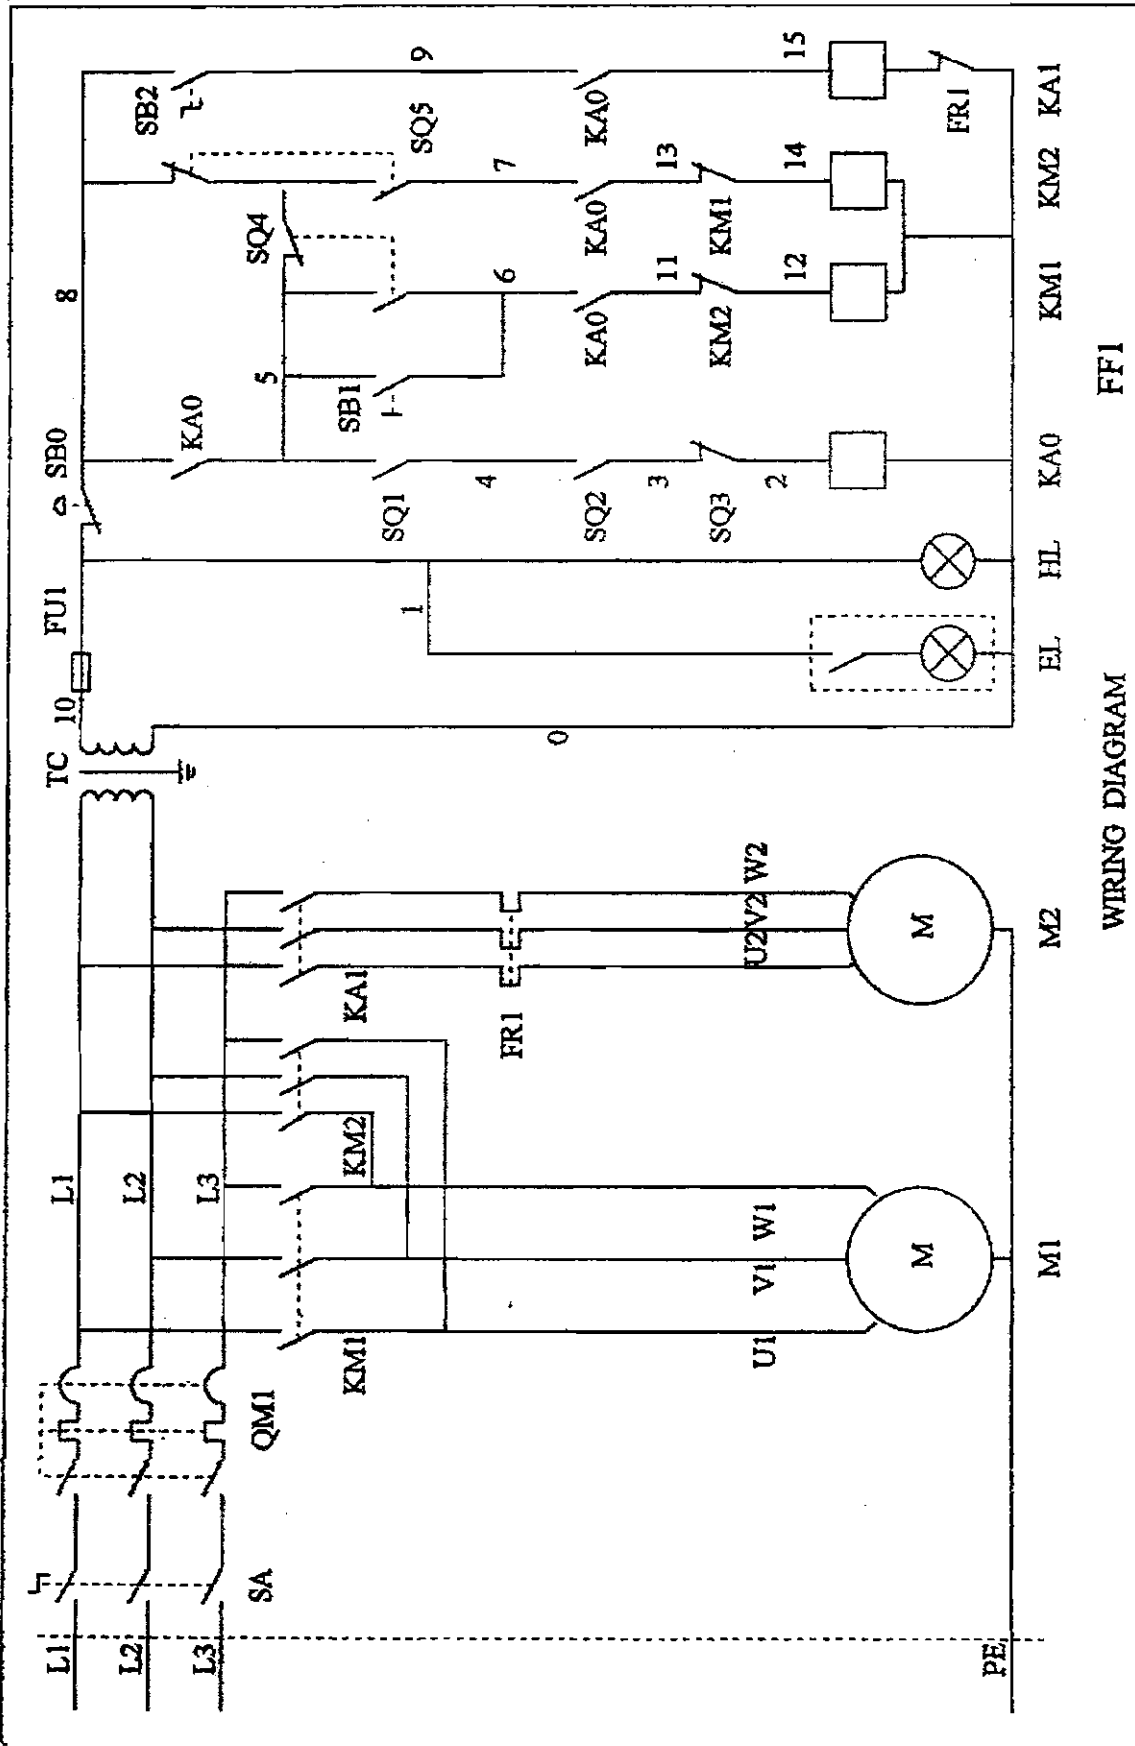 L1
L2
L3
PE
SA
QM1
L1
L2
L3
KM1
KM2
KA1
FR1
U1
V1
W1
U2
V2
W2
M
M
M1
M2
TC
10
FU1
SB0
8
0
1
EL
HL
KA0
SQ1
4
SQ2
3
SQ3
2
KA0
5
SB1
SQ4
6
KA0
11
KM2
12
KM1
SQ5
7
KA0
13
KM1
14
KM2
SB2
9
KA0
15
FR1
KA1
FF1
WIRING DIAGRAM